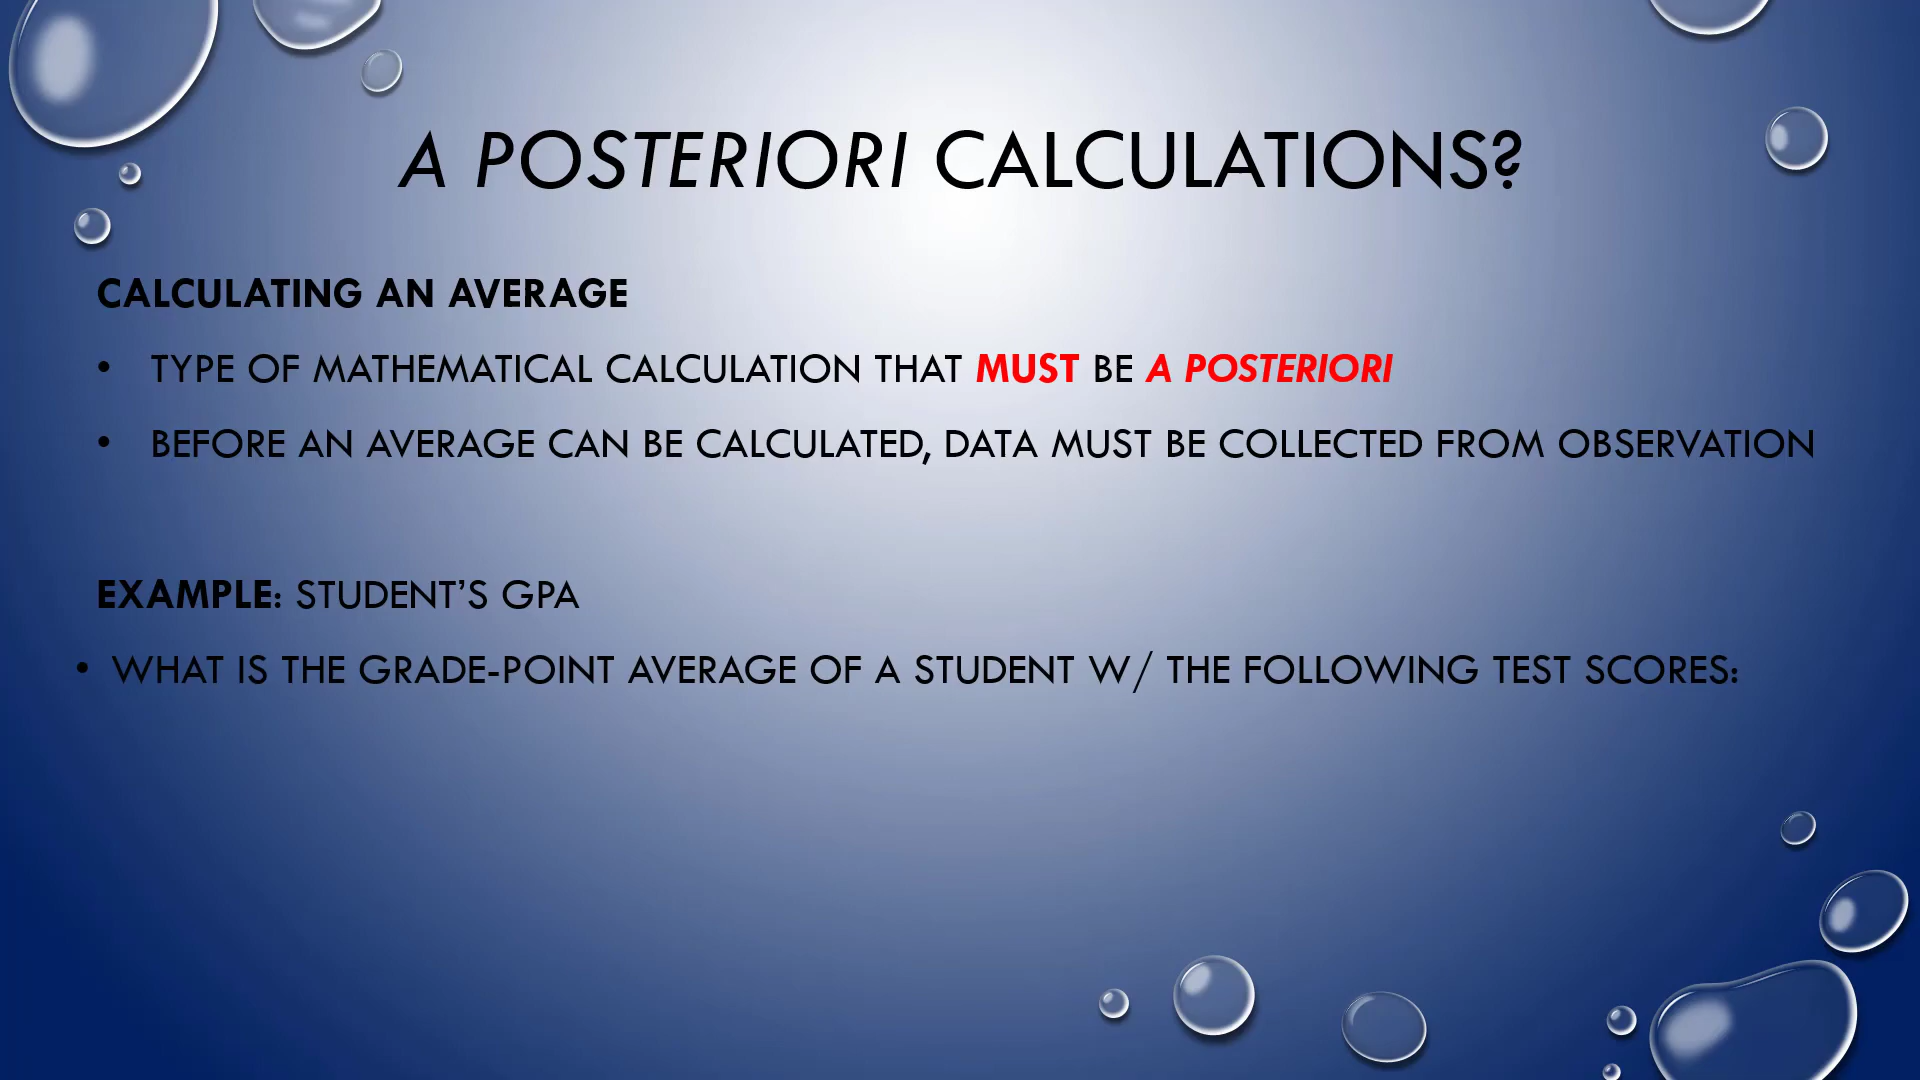 A POSTERIORI CALCULATIONS?
CALCULATING AN AVERAGE
• TYPE OF MATHEMATICAL CALCULATION THAT MUST BE A POSTERIORI
• BEFORE AN AVERAGE CAN BE CALCULATED, DATA MUST BE COLLECTED FROM OBSERVATION
EXAMPLE: STUDENT’S GPA
• WHAT IS THE GRADE-POINT AVERAGE OF A STUDENT W/ THE FOLLOWING TEST SCORES: